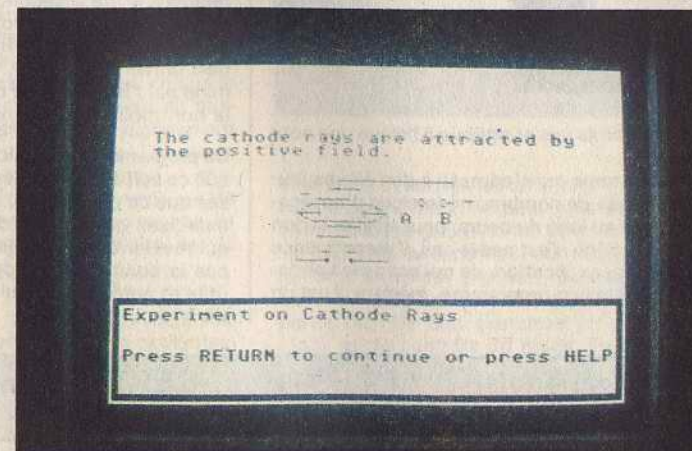 The cathode rays are attracted by
the positive field.
A B
Experiment on Cathode Rays
Press RETURN to continue or press HELP